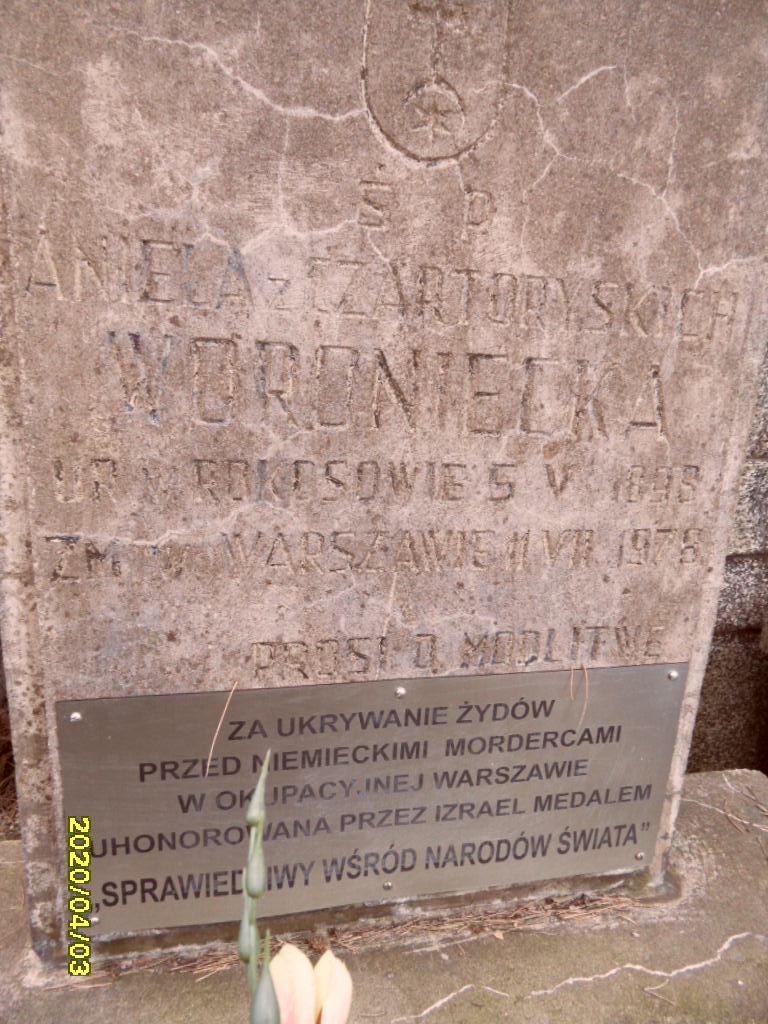 Ś P
ANIELA z CZARTORYSKICH
WORONIECKA
UR w ROKOSOWIE 5 V 1898
ZM w WARSZAWIE 11 VII 1978
PROSI O MODLITWĘ
ZA UKRYWANIE ŻYDÓW
PRZED NIEMIECKIMI MORDERCAMI
W OKUPACYJNEJ WARSZAWIE
UHONOROWANA PRZEZ IZRAEL MEDALEM
„SPRAWIEDLIWY WŚRÓD NARODÓW ŚWIATA”
2020/04/03